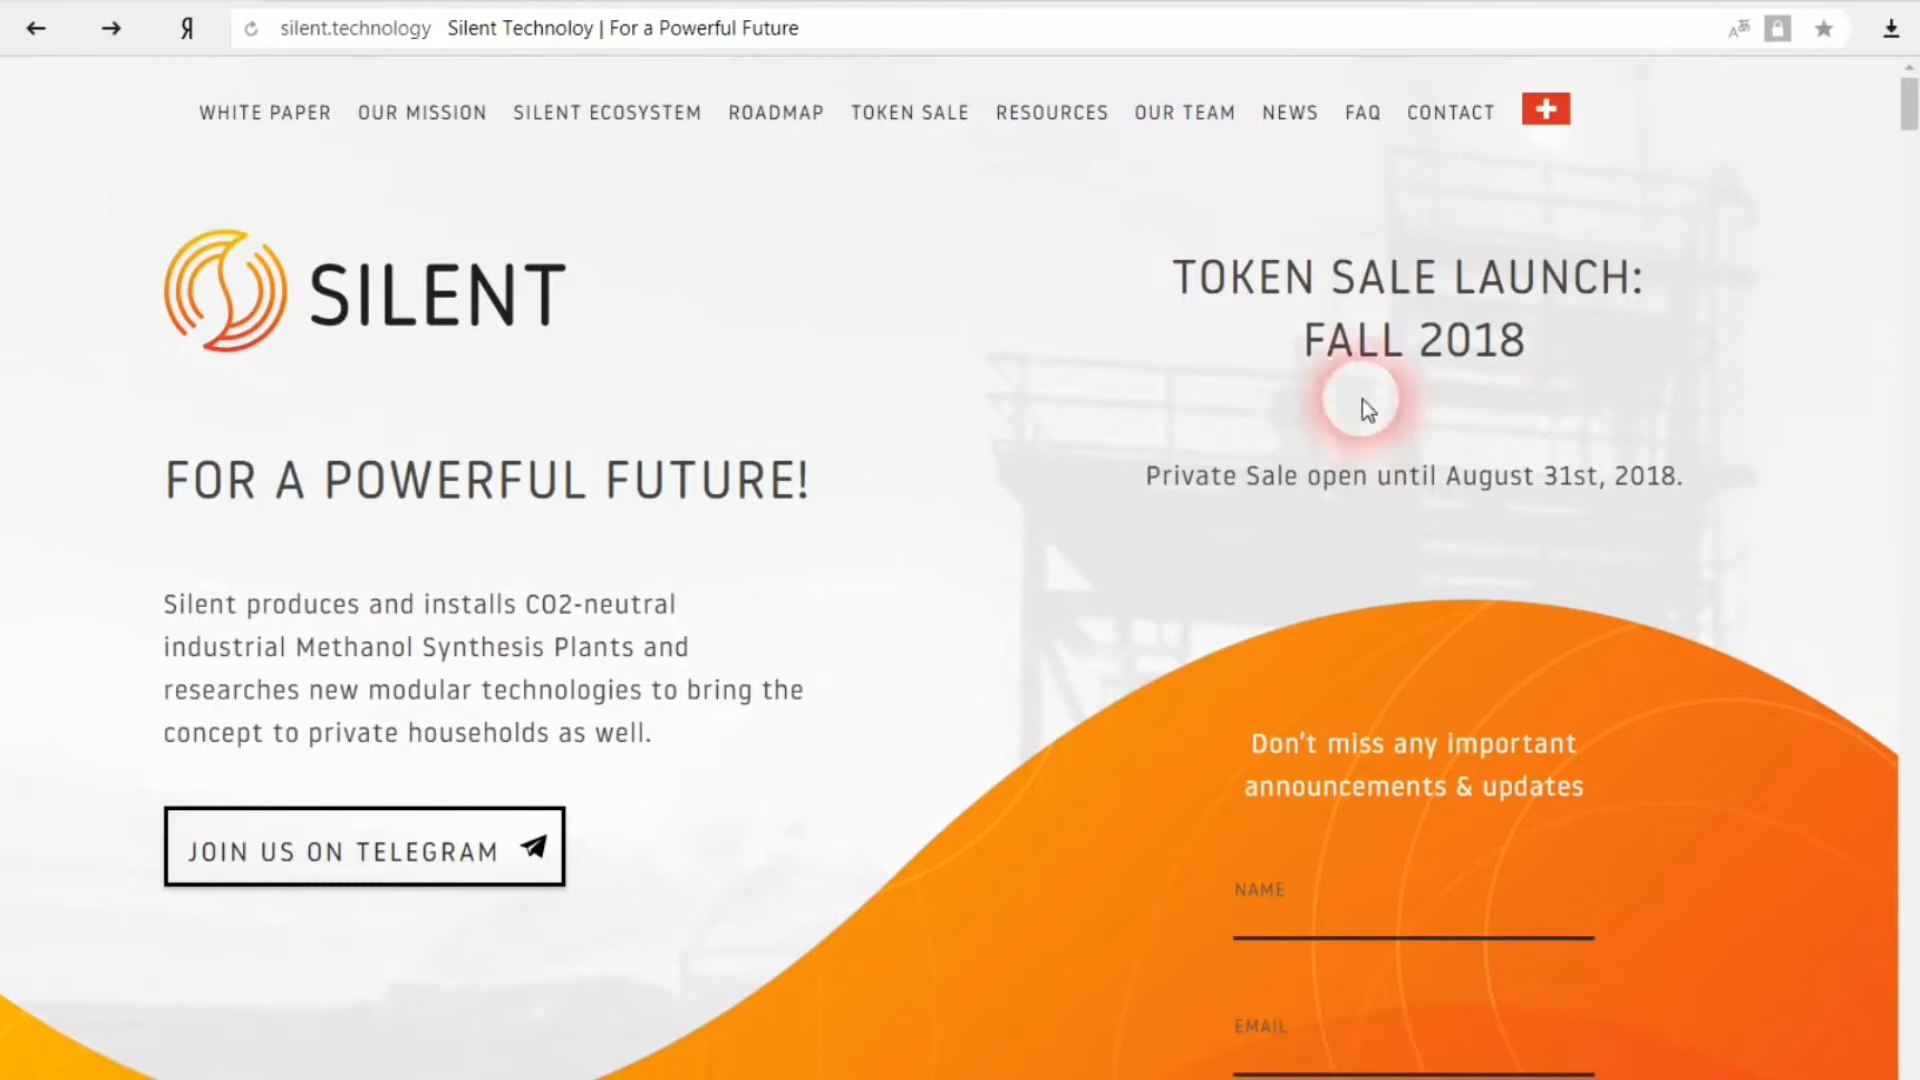 Я silent.technology Silent Technoloy | For a Powerful Future
WHITE PAPER OUR MISSION SILENT ECOSYSTEM ROADMAP TOKEN SALE RESOURCES OUR TEAM NEWS FAQ CONTACT
SILENT
TOKEN SALE LAUNCH:
FALL 2018
Private Sale open until August 31st, 2018.
FOR A POWERFUL FUTURE!
Silent produces and installs CO2-neutral
industrial Methanol Synthesis Plants and
researches new modular technologies to bring the
concept to private households as well.
JOIN US ON TELEGRAM
Don't miss any important
announcements & updates
NAME
EMAIL